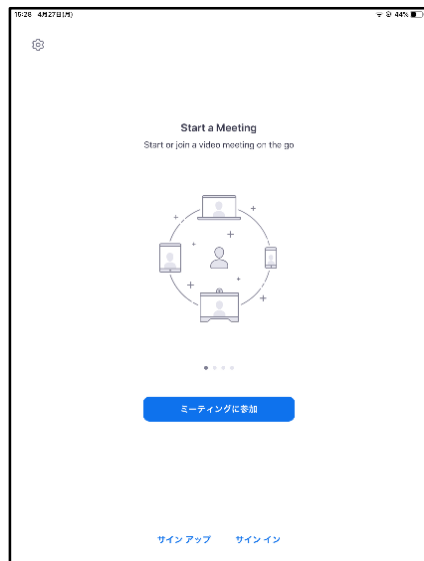 15:28 4月27日(月) 44%
Start a Meeting
Start or join a video meeting on the go
ミーティングに参加
サインアップ サインイン